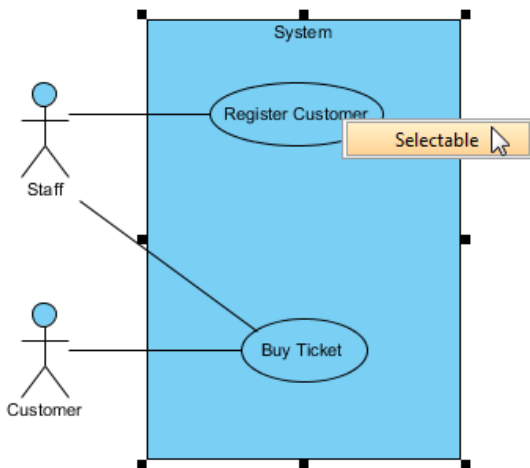 System
Register Customer
Selectable
Staff
Buy Ticket
Customer